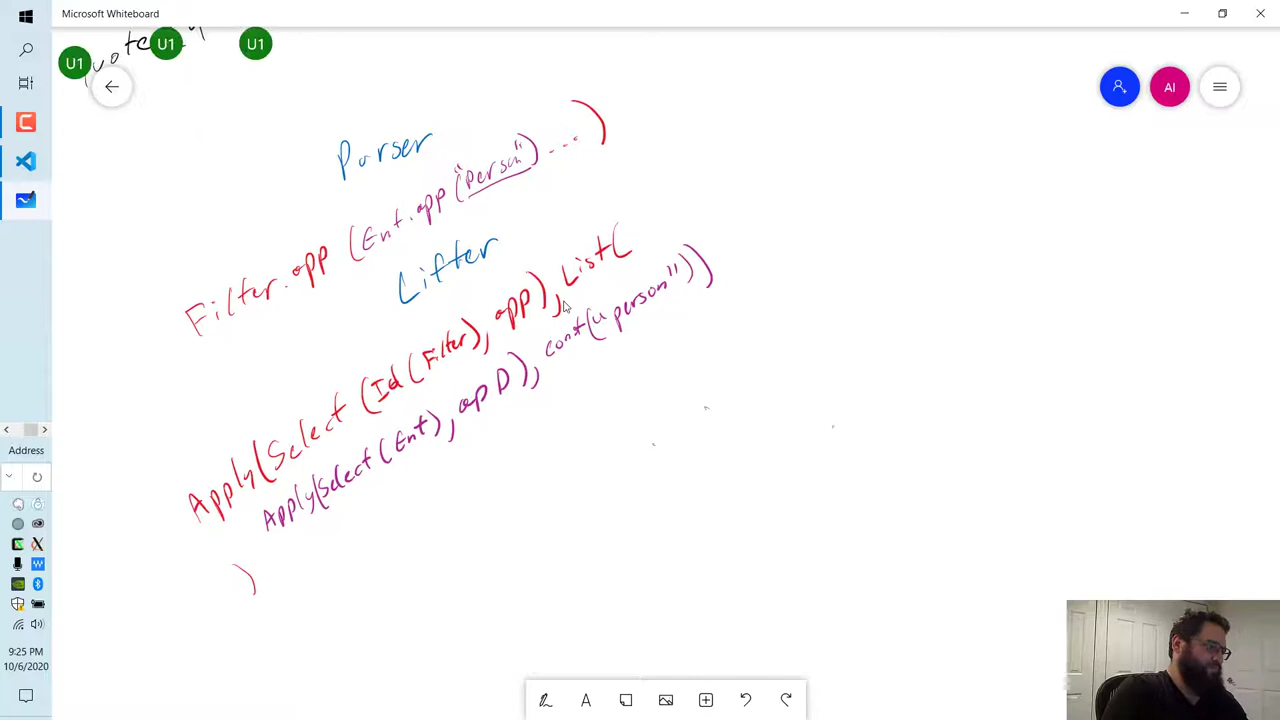 Microsoft Whiteboard
U1
U1
U1
AI
Parser
Filter.app (Ent.app ("Person") ...)
Lifter
Apply(Select (Id(Filter), app)), List(
Apply(Select(Ent), app)), const("person"))
)
Address
9:25 PM
10/6/2020
A